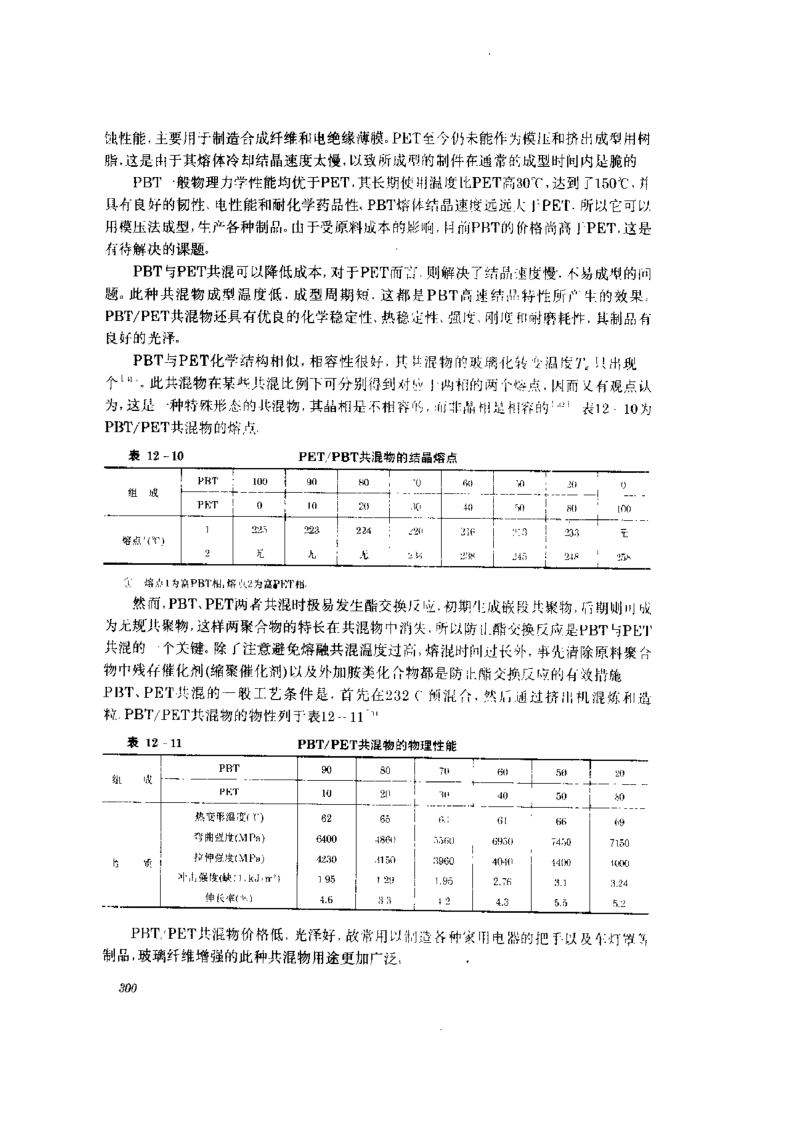 蚀性能,主要用于制造合成纤维和电绝缘薄膜。PET至今仍未能作为模压和挤出成型用树
脂,这是由于其熔体冷却结晶速度太慢,以致所成型的制件在通常的成型时间内是脆的
PBT 一般物理力学性能均优于PET,其长期使用温度比PET高30℃,达到了150℃,并
具有良好的韧性、电性能和耐化学药品性。PBT熔体结晶速度远远大于PET,所以它可以
用模压法成型,生产各种制品。由于受原料成本的影响,目前PBT的价格尚高于PET,这是
有待解决的课题。
PBT与PET共混可以降低成本,对于PET而言,则解决了结晶速度慢、不易成型的问
题。此种共混物成型温度低,成型周期短,这都是PBT高速结晶特性所产生的效果。
PBT/PET共混物还具有优良的化学稳定性、热稳定性、强度、刚度和耐磨耗性,其制品有
良好的光泽。
PBT与PET化学结构相似,相容性很好,其共混物的玻璃化转变温度T 只出现
个 。此共混物在某些共混比例下可分别得到对应于两相的两个熔点,因而又有观点认
为,这是一种特殊形态的共混物,其晶相是不相容的,而非晶相是相容的 表12-10为
PBT/PET共混物的熔点.
表 12-10 PET/PBT共混物的结晶熔点
组 成 PBT 100 90 80 60 0
PET 0 10 20 40 50 80 100
熔点 (℃) 1 225 223 224 216 233 无
2 无 无 无 238 245 248 258
① 熔点1为富PBT相,熔点2为富PET相.
然而,PBT、PET两者共混时极易发生酯交换反应,初期生成嵌段共聚物,后期则可成
为无规共聚物,这样两聚合物的特长在共混物中消失,所以防止酯交换反应是PBT与PET
共混的一个关键。除了注意避免熔融共混温度过高,熔混时间过长外,事先清除原料聚合
物中残存催化剂(缩聚催化剂)以及外加胺类化合物都是防止酯交换反应的有效措施
PBT、PET共混的一般工艺条件是,首先在232℃预混合,然后通过挤出机混炼和造
粒.PBT/PET共混物的物性列于表12-11
表 12-11 PBT/PET共混物的物理性能
组 成 PBT 90 80 70 60 50 20
PET 10 20 30 40 50 80
热变形温度(℃) 62 65 61 66 69
弯曲强度(MPa) 6400 4860 5560 6950 7450 7150
性 质 拉伸强度(MPa) 4230 4150 3960 4040 4400 4000
冲击强度(缺口,kJ/m²) 1.95 1.29 1.95 2.76 3.1 3.24
伸长率(%) 4.6 3.3 4.2 4.3 5.5 5.2
PBT/PET共混物价格低,光泽好,故常用以制造各种家用电器的把手以及车灯罩等
制品,玻璃纤维增强的此种共混物用途更加广泛。
300